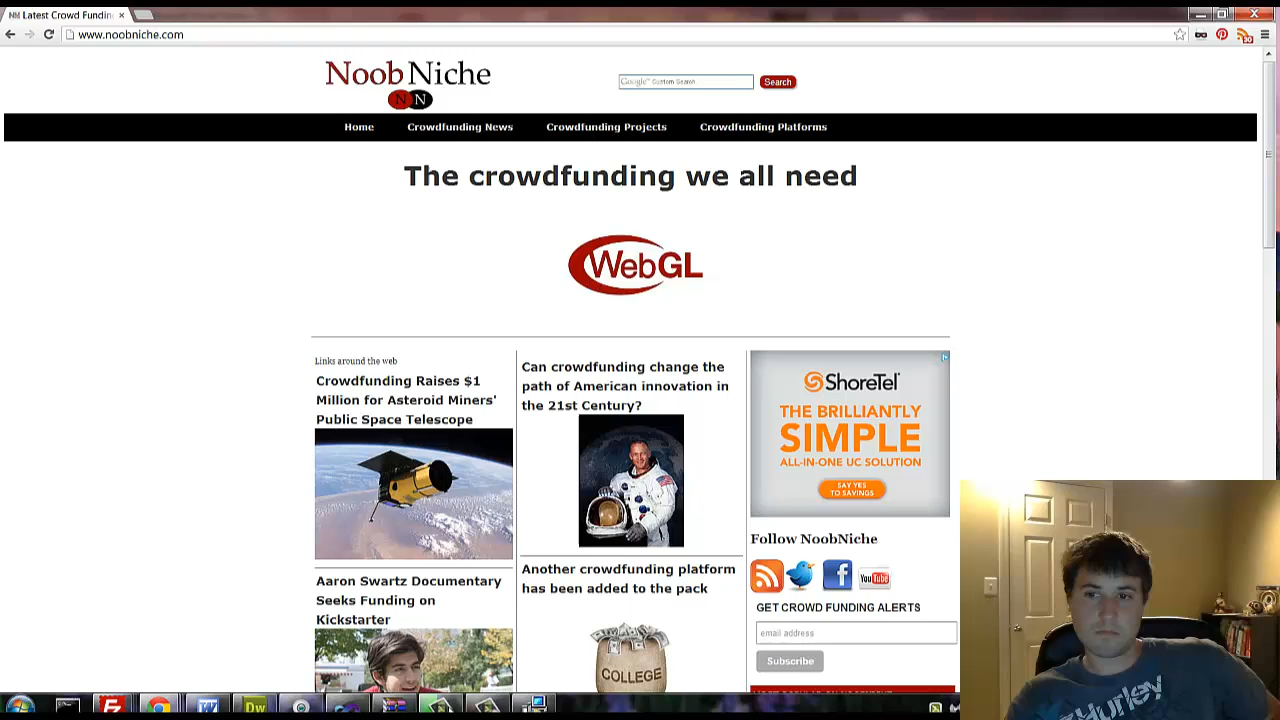 Latest Crowd Fundin
www.noobniche.com
Noob Niche
N N
Google™ Custom Search
Search
Home
Crowdfunding News
Crowdfunding Projects
Crowdfunding Platforms
The crowdfunding we all need
WebGL
Links around the web
Crowdfunding Raises $1
Million for Asteroid Miners'
Public Space Telescope
Aaron Swartz Documentary
Seeks Funding on
Kickstarter
Can crowdfunding change the
path of American innovation in
the 21st Century?
Another crowdfunding platform
has been added to the pack
COLLEGE
ShoreTel
THE BRILLIANTLY
SIMPLE
ALL-IN-ONE UC SOLUTION
SAY YES
TO SAVINGS
Follow NoobNiche
You Tube
GET CROWD FUNDING ALERTS
email address
Subscribe
Hurley
Dw